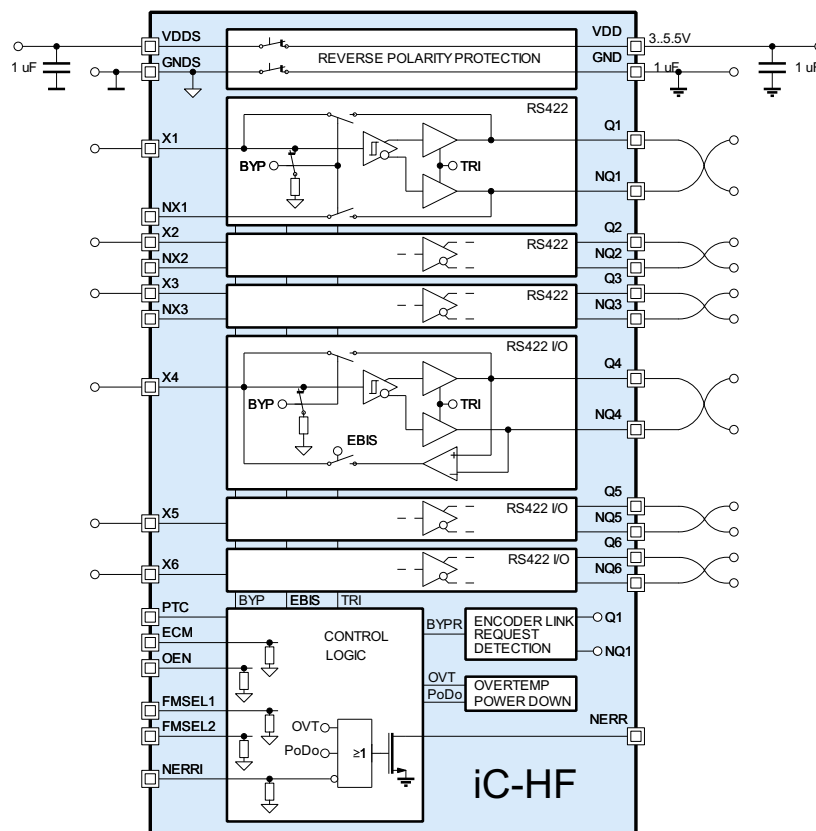 VDDS
VDD
REVERSE POLARITY PROTECTION
3..5.5V
1 uF
GNDS
GND
1 uF
1 uF
RS422
X1
Q1
BYP
TRI
NX1
NQ1
X2
RS422
Q2
NX2
NQ2
X3
RS422
Q3
NX3
NQ3
RS422 I/O
X4
Q4
BYP
TRI
NQ4
EBIS
+
−
X5
RS422 I/O
Q5
NQ5
X6
RS422 I/O
Q6
NQ6
BYP EBIS TRI
PTC
ECM
OEN
FMSEL1
FMSEL2
NERRI
CONTROL
LOGIC
BYPR
ENCODER LINK
REQUEST
DETECTION
Q1
NQ1
OVT
PoDo
OVERTEMP
POWER DOWN
NERR
OVT
PoDo
≥1
iC-HF